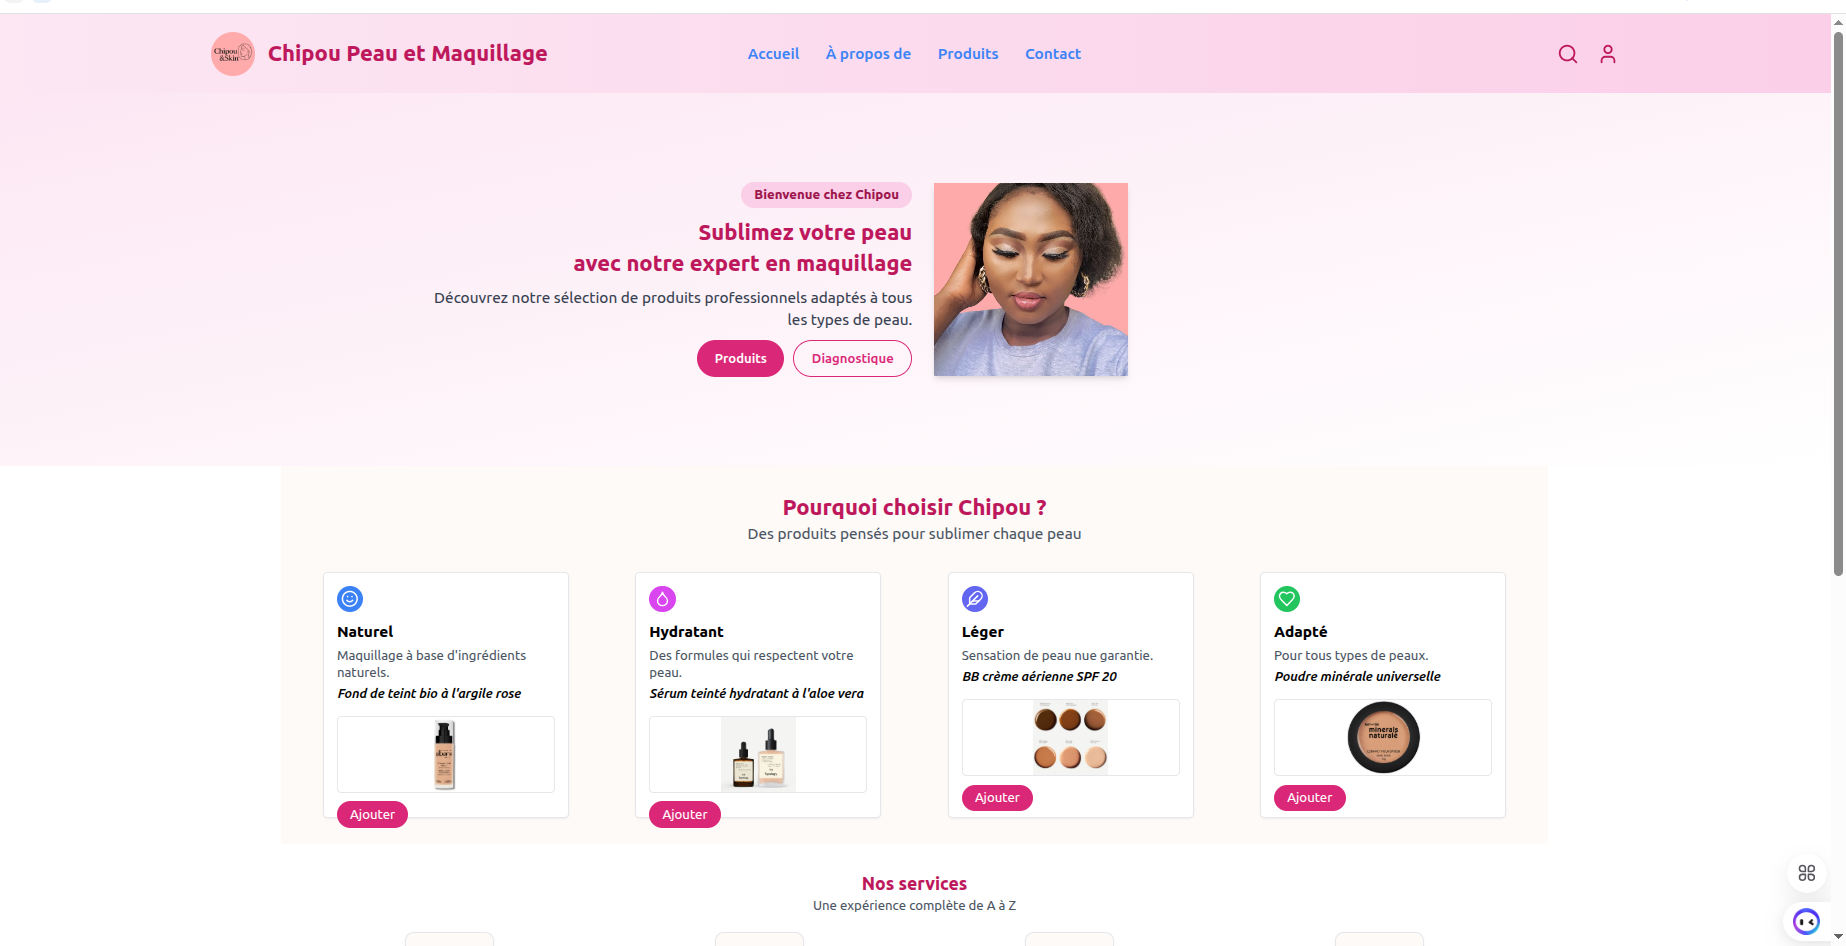 Chipou
&Skin
Chipou Peau et Maquillage
Accueil
À propos de
Produits
Contact
Bienvenue chez Chipou
Sublimez votre peau
avec notre expert en maquillage
Découvrez notre sélection de produits professionnels adaptés à tous
les types de peau.
Produits
Diagnostique
Pourquoi choisir Chipou ?
Des produits pensés pour sublimer chaque peau
Naturel
Maquillage à base d'ingrédients
naturels.
Fond de teint bio à l'argile rose
Ajouter
Hydratant
Des formules qui respectent votre
peau.
Sérum teinté hydratant à l'aloe vera
Ajouter
Léger
Sensation de peau nue garantie.
BB crème aérienne SPF 20
Ajouter
Adapté
Pour tous types de peaux.
Poudre minérale universelle
minerals
naturale
Ajouter
Nos services
Une expérience complète de A à Z